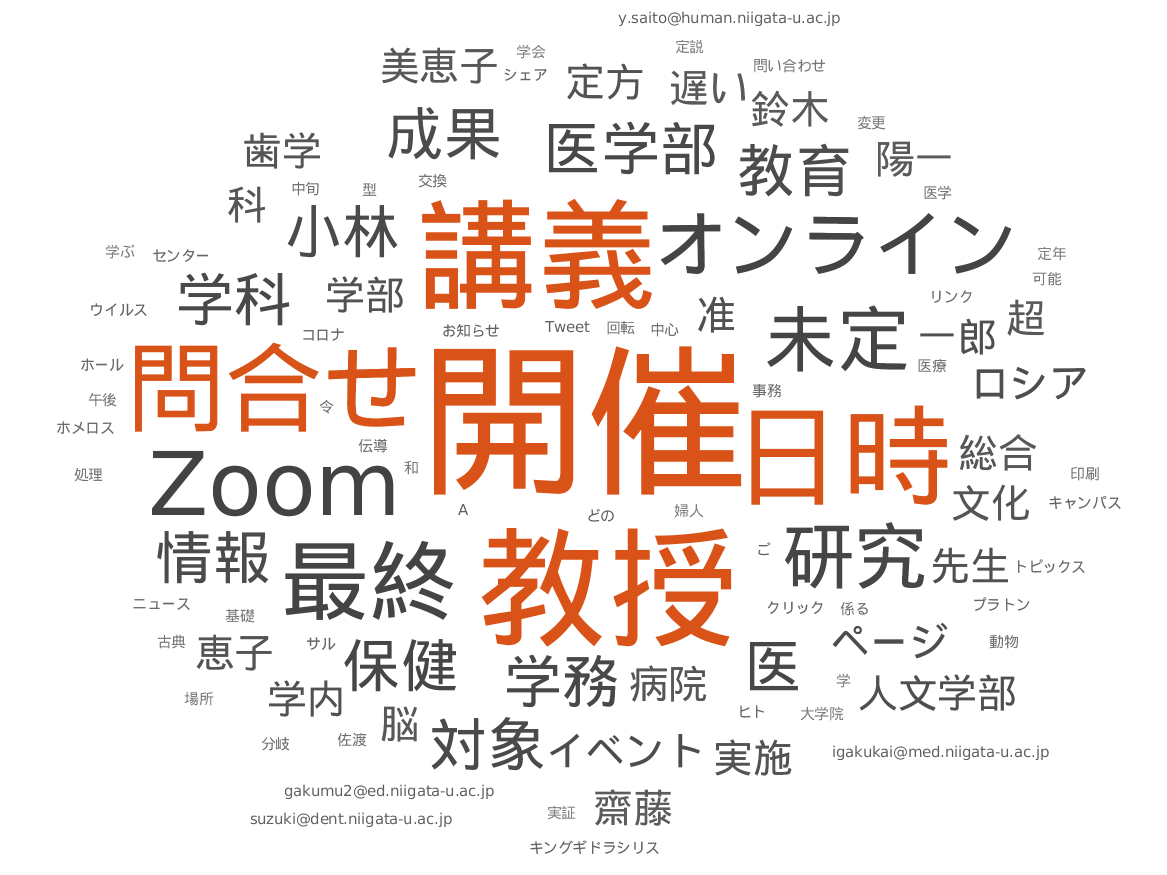 y.saito@human.niigata-u.ac.jp
美恵子 学会 シェア 定方 定説 遅い 問い合わせ 鈴木 変更
成果 医学部 教育 陽一 医学
歯学 科 中旬 型 交換 小林 講義 オンライン
学ぶ センター 学科 学部 准 定年 可能 リンク 超
ウイルス コロナ お知らせ Tweet 回転 中心 未定 一郎
ホール 問合せ 開催 医療 ロシア
午後 令 事務 日時
ホメロス 伝導 総合
処理 Zoom 和 印刷
A どの 婦人 文化 キャンパス
情報 最終 教授 ご 研究 先生 トピックス
ニュース 基礎 クリック 係る プラトン
古典 恵子 サル 保健 ページ 動物
場所 学内 学務 病院 医 学 人文学部
分岐 佐渡 脳 ヒト 大学院
対象 イベント 実施 igakukai@med.niigata-u.ac.jp
gakumu2@ed.niigata-u.ac.jp
suzuki@dent.niigata-u.ac.jp 実証 齋藤
キングギドラシリス